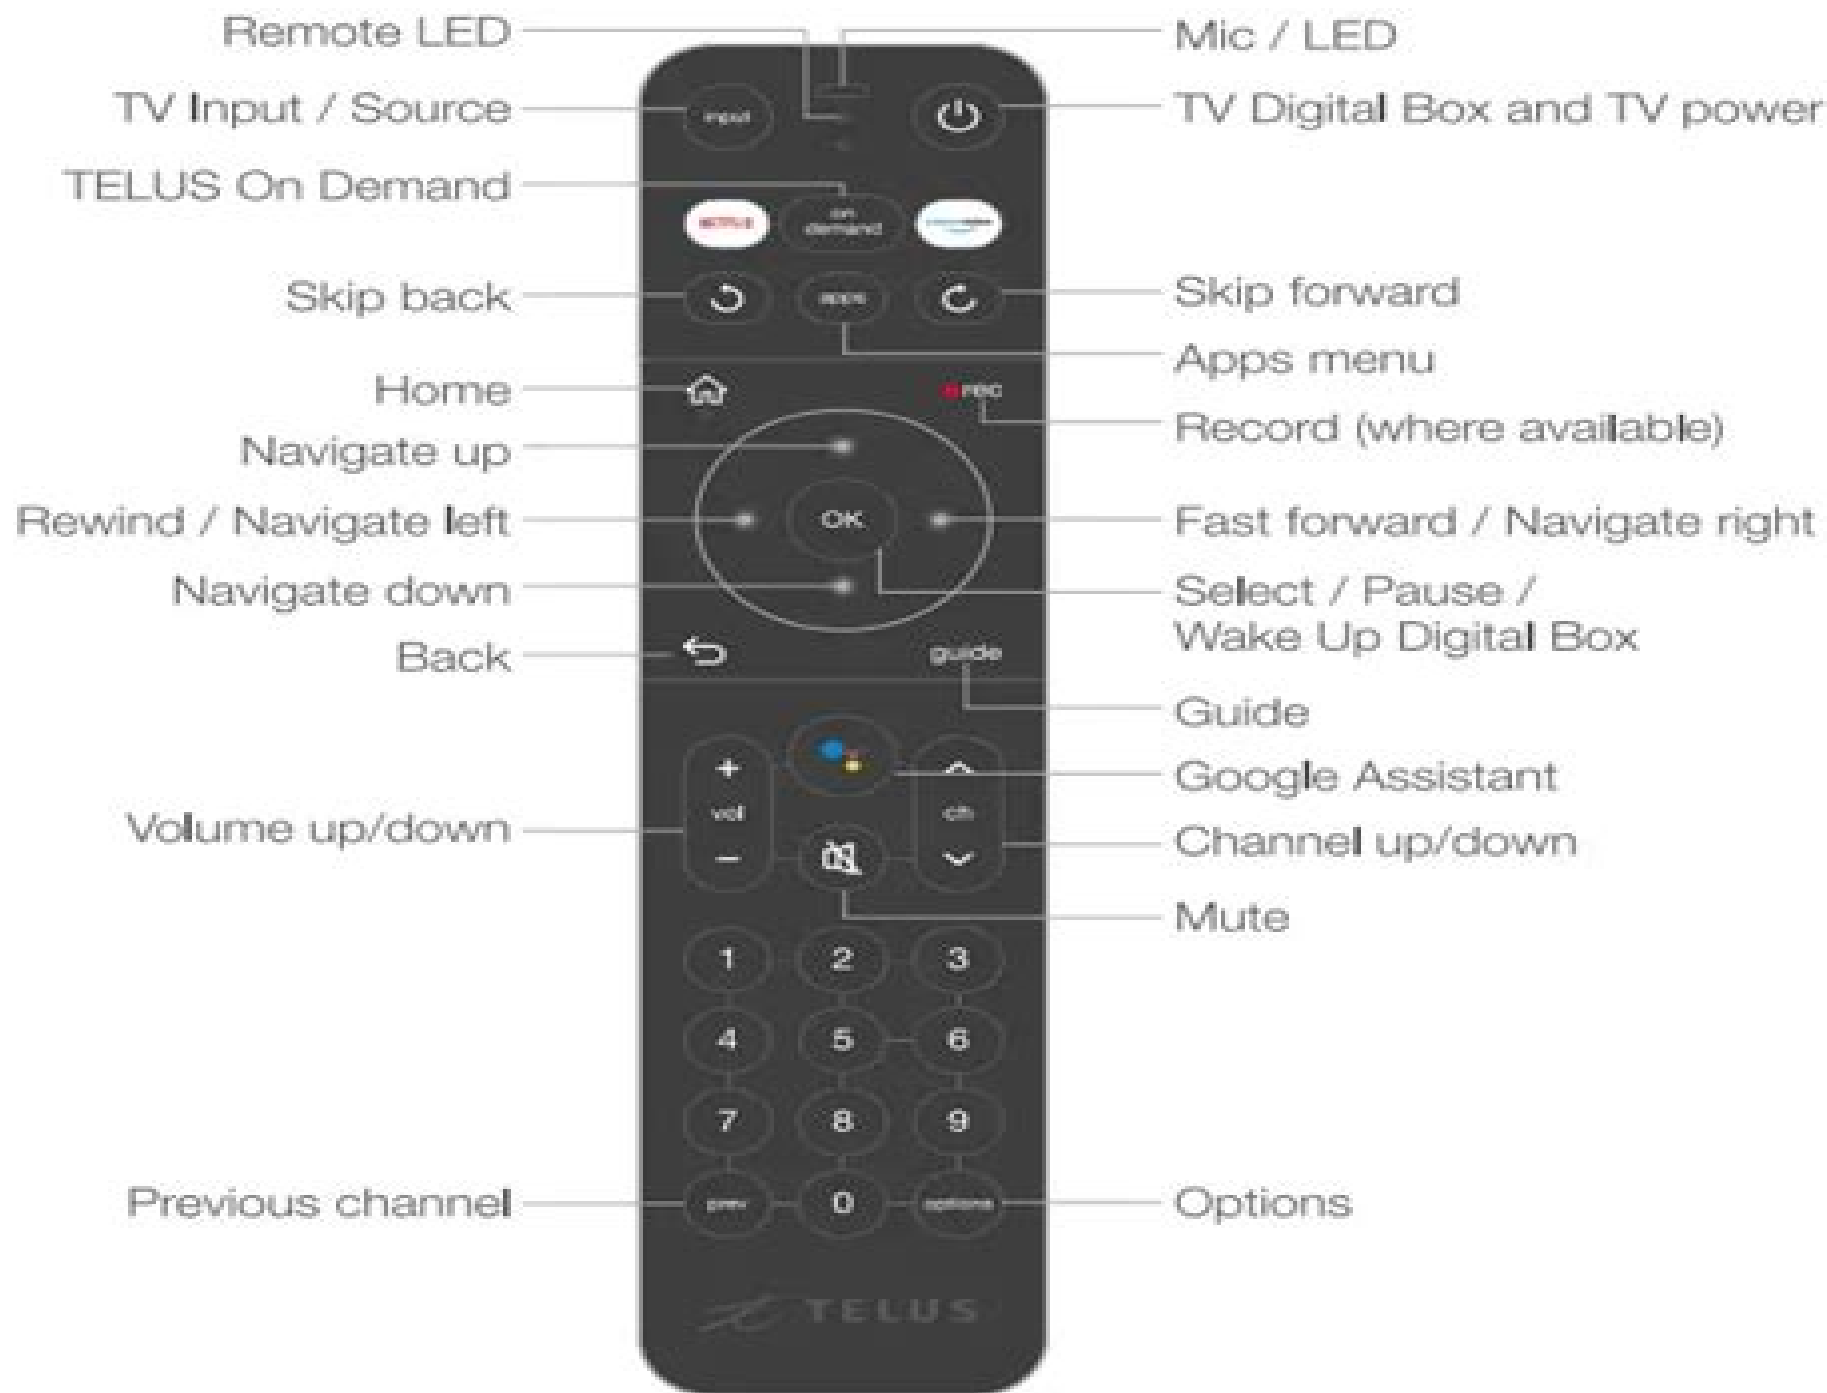 Remote LED
Mic / LED
TV Input / Source
input
TV Digital Box and TV power
TELUS On Demand
NETFLIX
on
demand
Skip back
apps
Skip forward
Apps menu
Home
rec
Record (where available)
Navigate up
Rewind / Navigate left
OK
Fast forward / Navigate right
Navigate down
Select / Pause /
Wake Up Digital Box
Back
guide
Guide
Google Assistant
+
vol
−
ch
Volume up/down
Channel up/down
Mute
1 2 3
4 5 6
7 8 9
Previous channel
prev 0 options
Options
TELUS